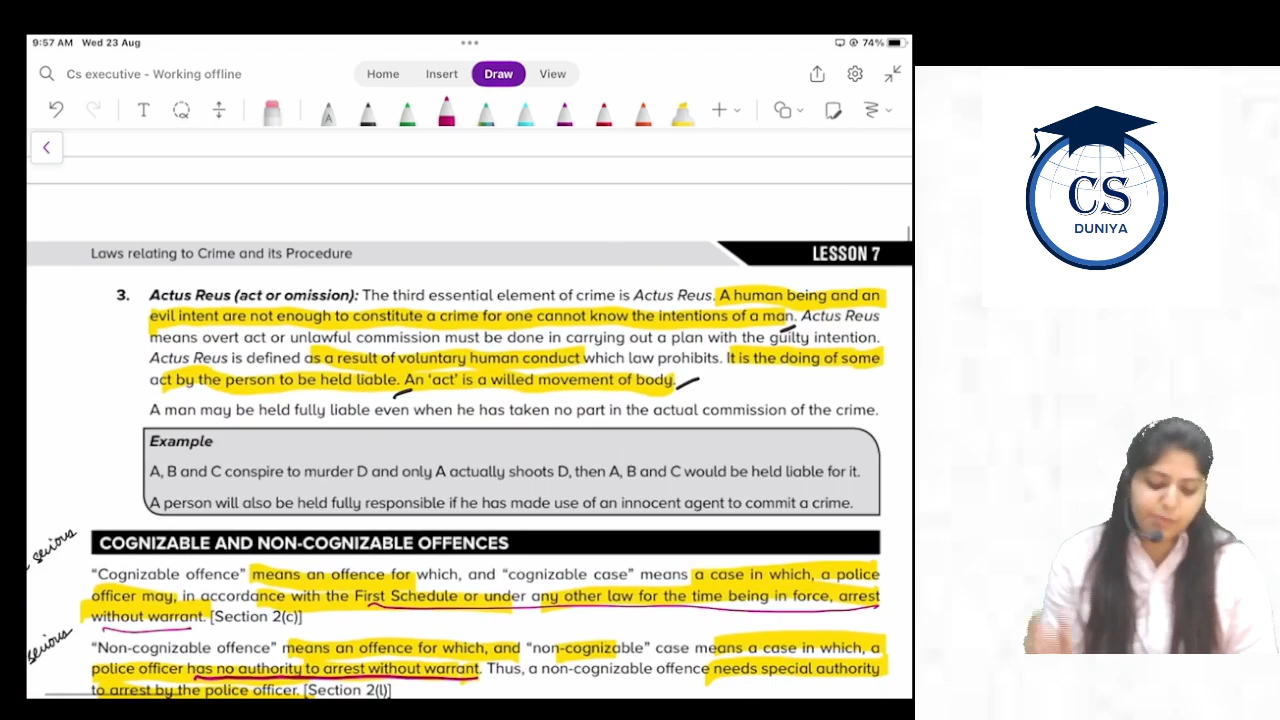 9:57 AM Wed 23 Aug
74%
Cs executive - Working offline
Home Insert Draw View
Laws relating to Crime and its Procedure
LESSON 7
3. Actus Reus (act or omission): The third essential element of crime is Actus Reus. A human being and an
evil intent are not enough to constitute a crime for one cannot know the intentions of a man. Actus Reus
means overt act or unlawful commission must be done in carrying out a plan with the guilty intention.
Actus Reus is defined as a result of voluntary human conduct which law prohibits. It is the doing of some
act by the person to be held liable. An ‘act’ is a willed movement of body.
A man may be held fully liable even when he has taken no part in the actual commission of the crime.
Example
A, B and C conspire to murder D and only A actually shoots D, then A, B and C would be held liable for it.
A person will also be held fully responsible if he has made use of an innocent agent to commit a crime.
serious
COGNIZABLE AND NON-COGNIZABLE OFFENCES
“Cognizable offence” means an offence for which, and “cognizable case” means a case in which, a police
officer may, in accordance with the First Schedule or under any other law for the time being in force, arrest
without warrant. [Section 2(c)]
serious
“Non-cognizable offence” means an offence for which, and “non-cognizable” case means a case in which, a
police officer has no authority to arrest without warrant. Thus, a non-cognizable offence needs special authority
to arrest by the police officer. [Section 2(l)]
CS
DUNIYA